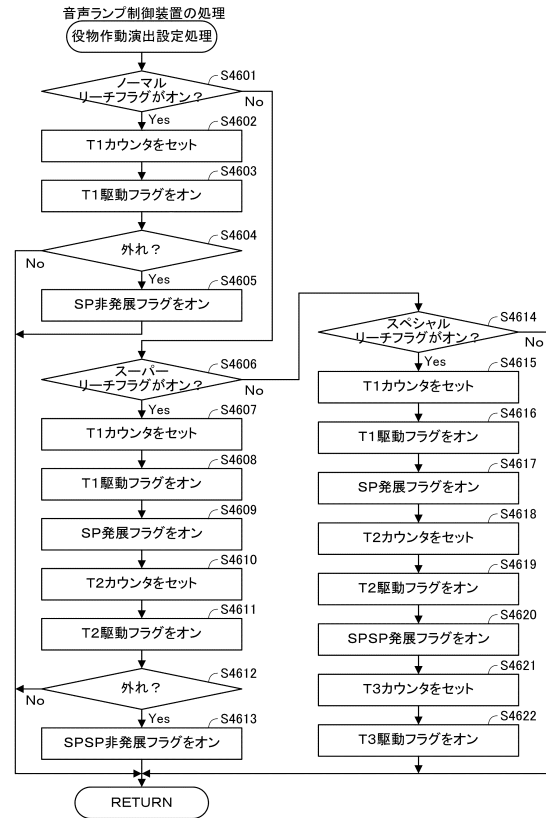 音声ランプ制御装置の処理
役物作動演出設定処理
S4601
ノーマル
リーチフラグがオン?
No
Yes
S4602
T1カウンタをセット
S4603
T1駆動フラグをオン
S4604
外れ?
No
Yes
S4605
SP非発展フラグをオン
S4606
スーパー
リーチフラグがオン?
No
Yes
S4607
T1カウンタをセット
S4608
T1駆動フラグをオン
S4609
SP発展フラグをオン
S4610
T2カウンタをセット
S4611
T2駆動フラグをオン
S4612
外れ?
No
Yes
S4613
SPSP非発展フラグをオン
S4614
スペシャル
リーチフラグがオン?
No
Yes
S4615
T1カウンタをセット
S4616
T1駆動フラグをオン
S4617
SP発展フラグをオン
S4618
T2カウンタをセット
S4619
T2駆動フラグをオン
S4620
SPSP発展フラグをオン
S4621
T3カウンタをセット
S4622
T3駆動フラグをオン
RETURN